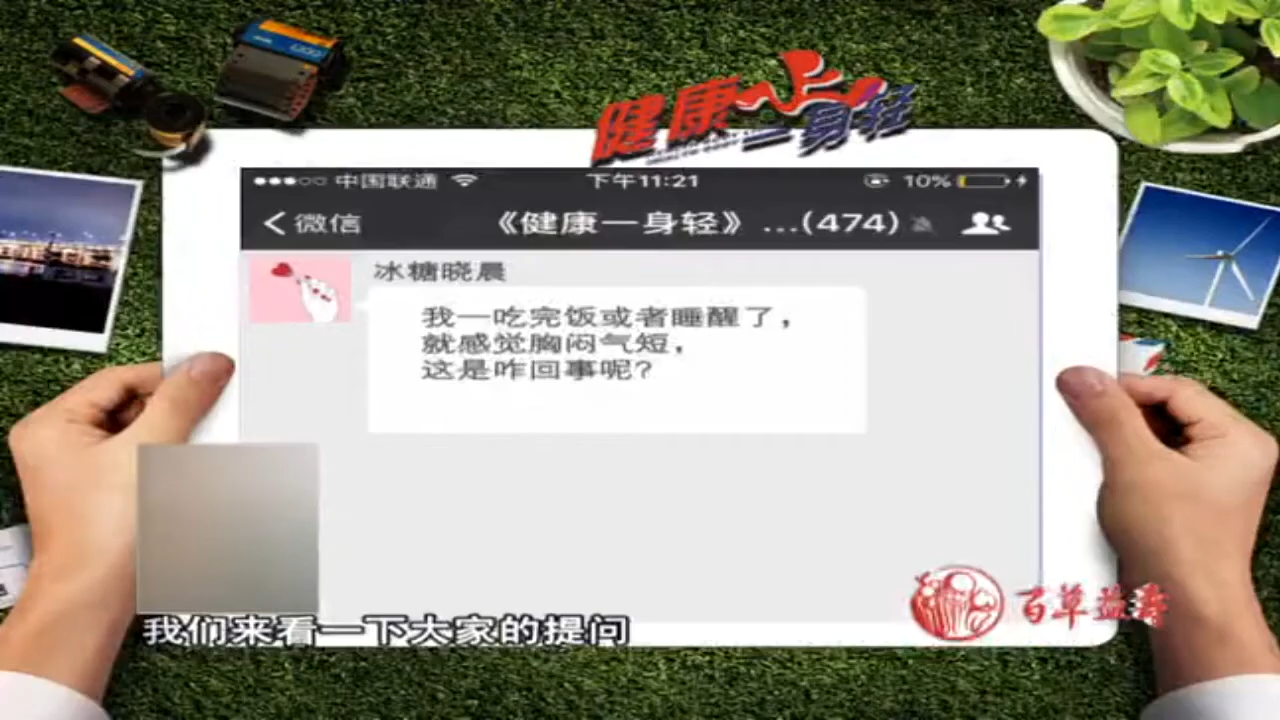 健康一身轻
中国联通
下午11:21
10%
微信
《健康一身轻》 ...(474)
冰糖晓晨
我一吃完饭或者睡醒了，
就感觉胸闷气短，
这是咋回事呢?
百草益寿
我们来看一下大家的提问